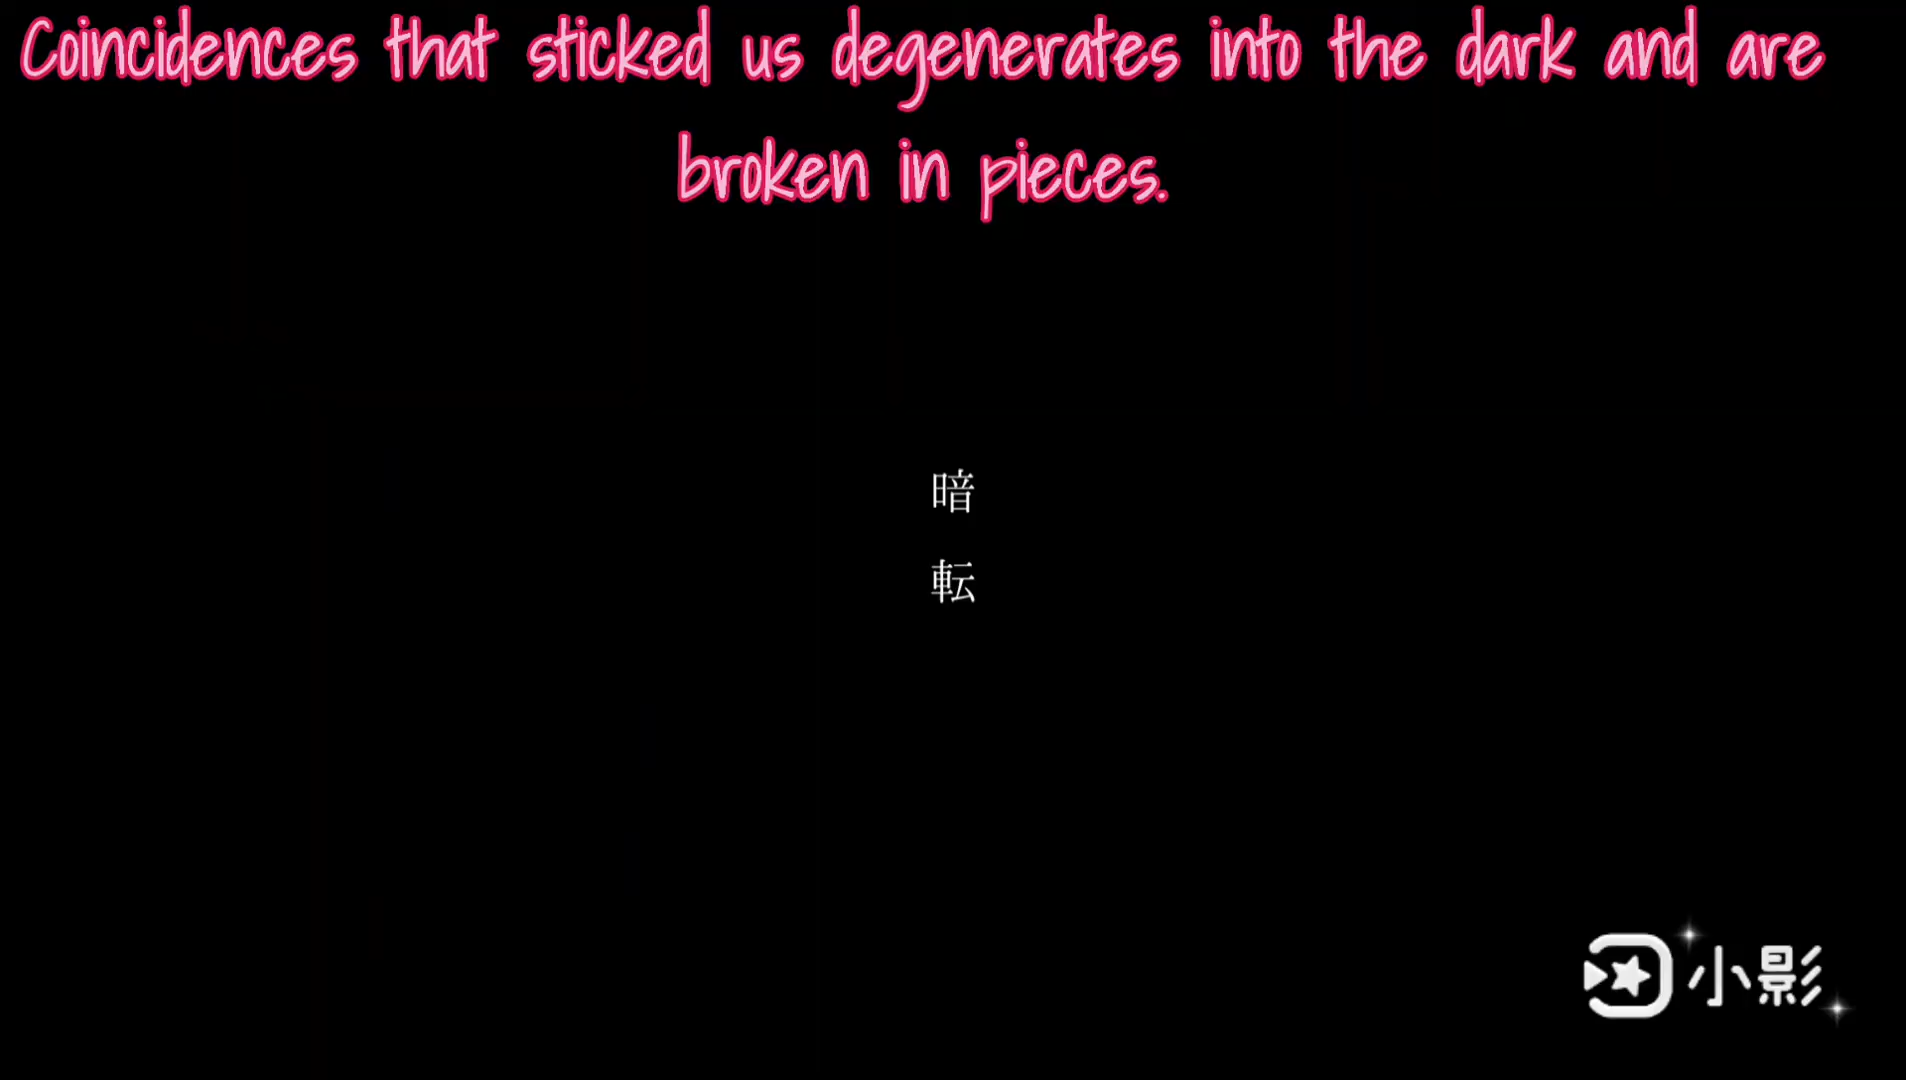 Coincidences that sticked us degenerates into the dark and are
broken in pieces.
暗
転
小影